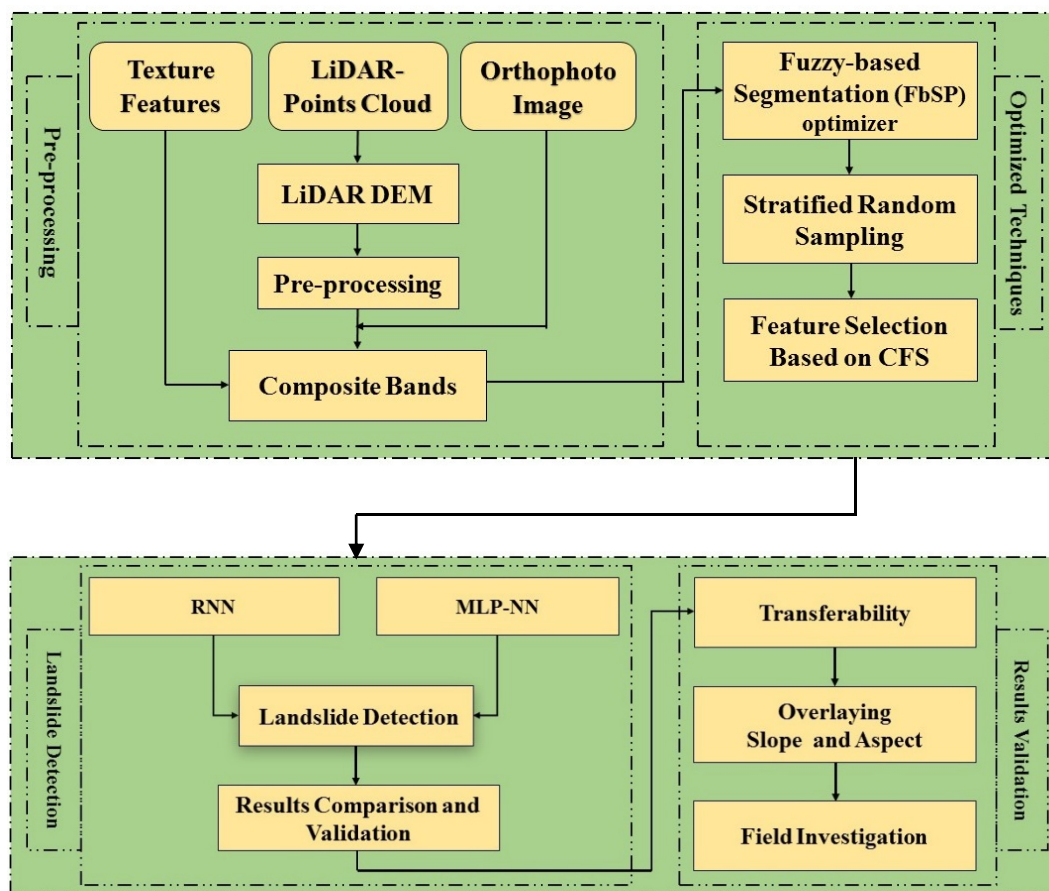 Pre-processing
Texture
Features
LiDAR-
Points Cloud
Orthophoto
Image
LiDAR DEM
Pre-processing
Composite Bands
Fuzzy-based
Segmentation (FbSP)
optimizer
Stratified Random
Sampling
Feature Selection
Based on CFS
Optimized Techniques
Landslide Detection
RNN
MLP-NN
Landslide Detection
Results Comparison and
Validation
Transferability
Overlaying
Slope and Aspect
Field Investigation
Results Validation